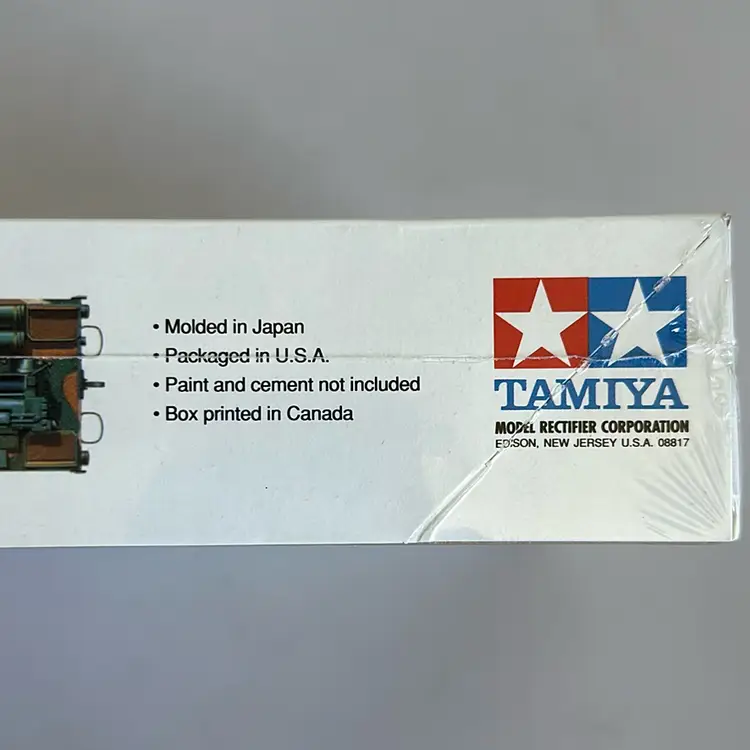 • Molded in Japan
• Packaged in U.S.A.
• Paint and cement not included
• Box printed in Canada
TAMIYA
MODEL RECTIFIER CORPORATION
EDISON, NEW JERSEY U.S.A. 08817